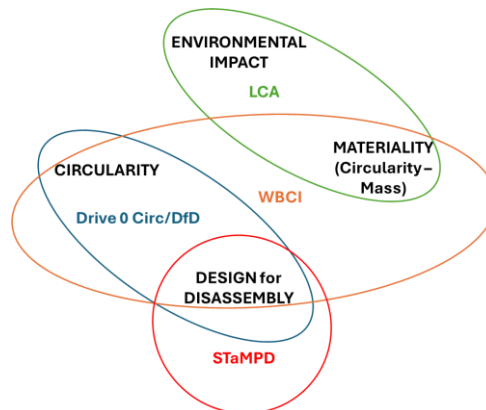 ENVIRONMENTAL
IMPACT
LCA
MATERIALITY
(Circularity –
Mass)
CIRCULARITY
WBCI
Drive 0 Circ/DfD
DESIGN for
DISASSEMBLY
STaMPD